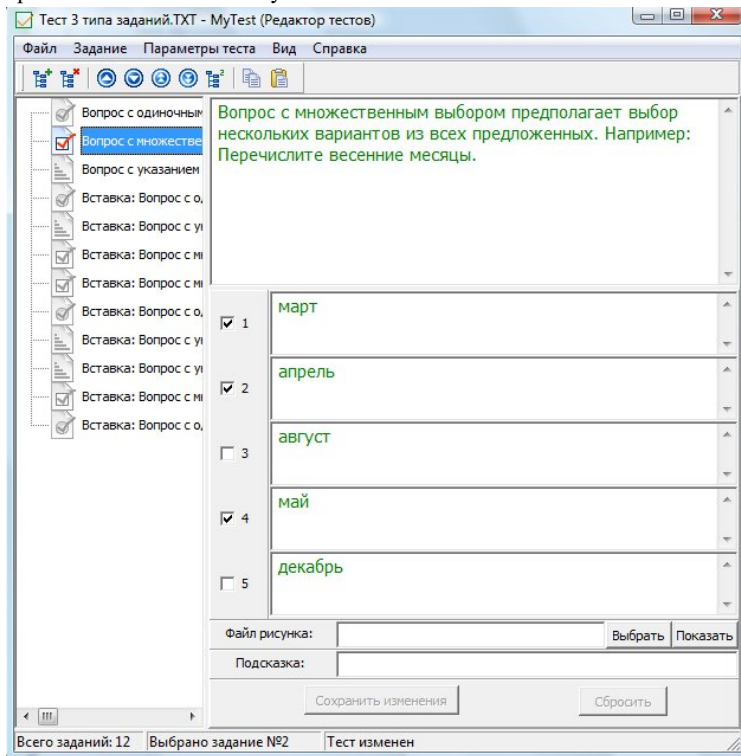 Тест 3 типа заданий.TXT - MyTest (Редактор тестов)
Файл Задание Параметры теста Вид Справка
Вопрос с одиночным
Вопрос с множестве
Вопрос с указанием
Вставка: Вопрос с о,
Вставка: Вопрос с у
Вставка: Вопрос с м
Вставка: Вопрос с м
Вставка: Вопрос с о,
Вставка: Вопрос с у
Вставка: Вопрос с у
Вставка: Вопрос с м
Вставка: Вопрос с о,
Вопрос с множественным выбором предполагает выбор
нескольких вариантов из всех предложенных. Например:
Перечислите весенние месяцы.
1 март
2 апрель
3 август
4 май
5 декабрь
Файл рисунка: Выбрать Показать
Подсказка:
Сохранить изменения Сбросить
Всего заданий: 12 Выбрано задание №2 Тест изменен